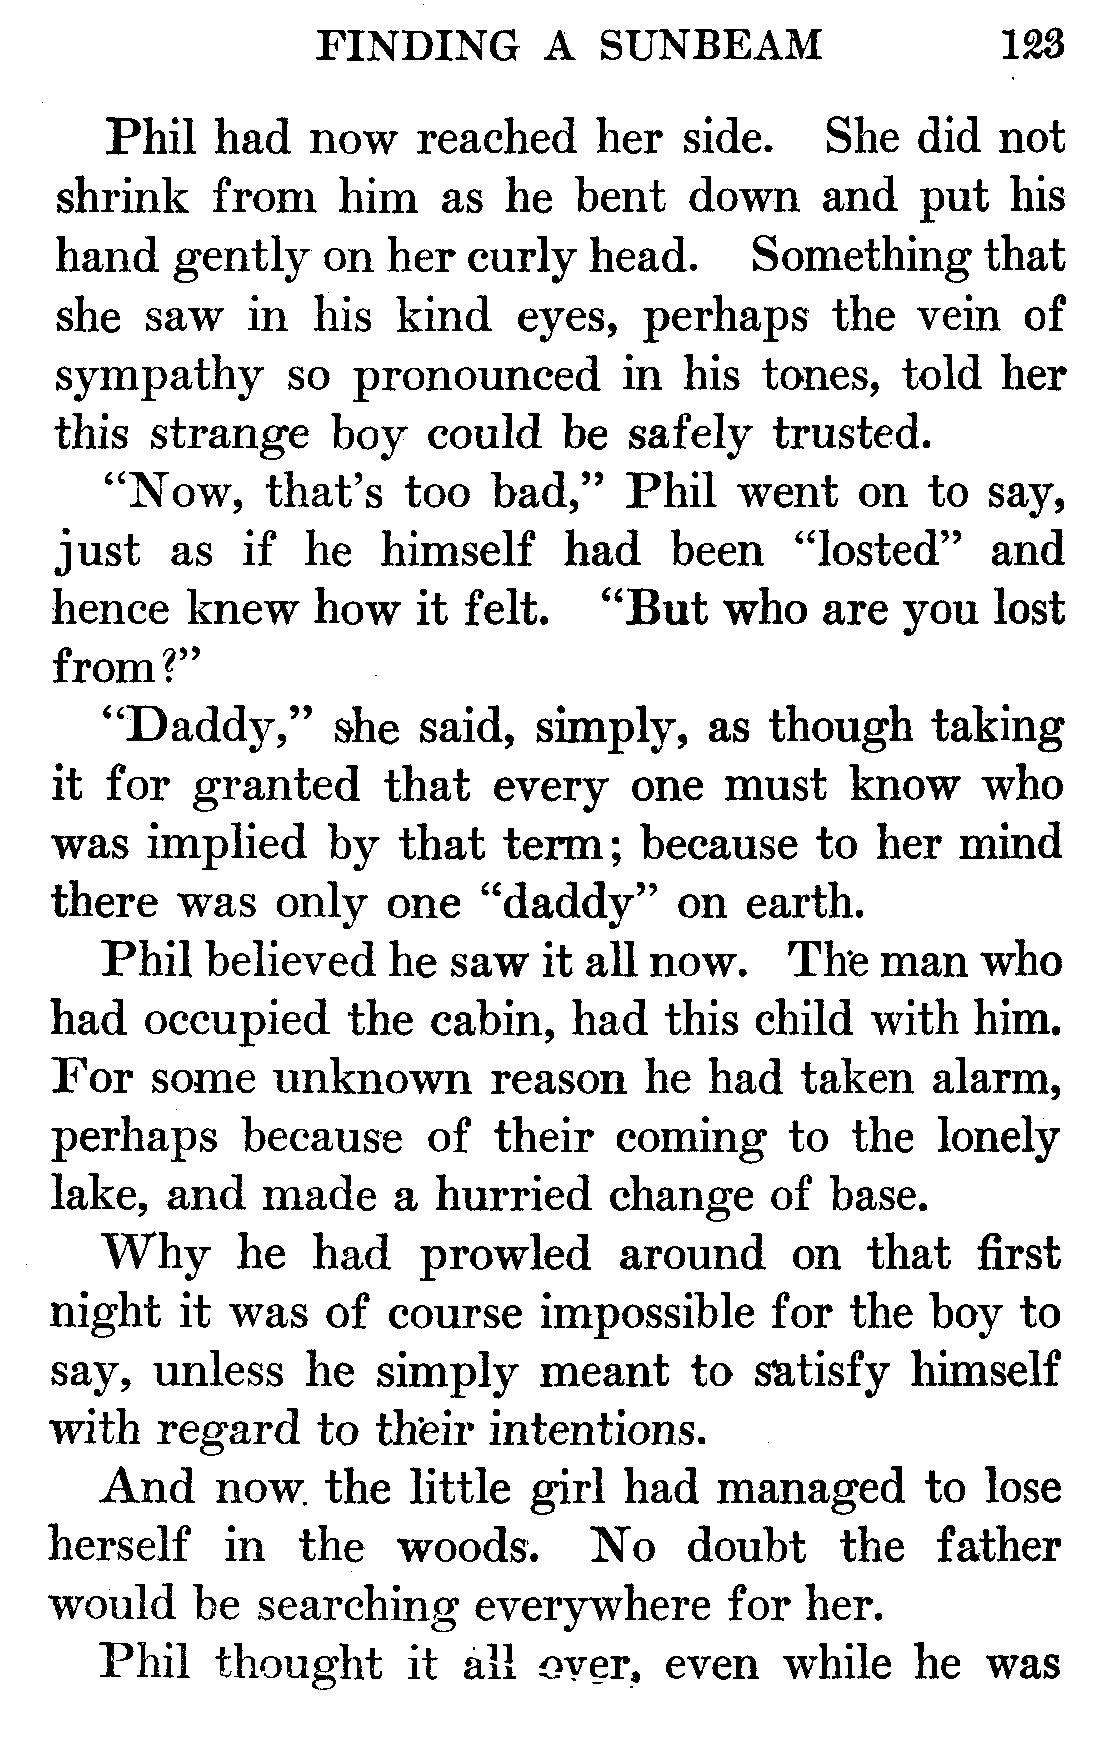 FINDING A SUNBEAM 123
Phil had now reached her side. She did not
shrink from him as he bent down and put his
hand gently on her curly head. Something that
she saw in his kind eyes, perhaps the vein of
sympathy so pronounced in his tones, told her
this strange boy could be safely trusted.
“Now, that’s too bad,” Phil went on to say,
just as if he himself had been “losted” and
hence knew how it felt. “But who are you lost
from?”
“Daddy,” she said, simply, as though taking
it for granted that every one must know who
was implied by that term; because to her mind
there was only one “daddy” on earth.
Phil believed he saw it all now. The man who
had occupied the cabin, had this child with him.
For some unknown reason he had taken alarm,
perhaps because of their coming to the lonely
lake, and made a hurried change of base.
Why he had prowled around on that first
night it was of course impossible for the boy to
say, unless he simply meant to satisfy himself
with regard to their intentions.
And now the little girl had managed to lose
herself in the woods. No doubt the father
would be searching everywhere for her.
Phil thought it all over, even while he was